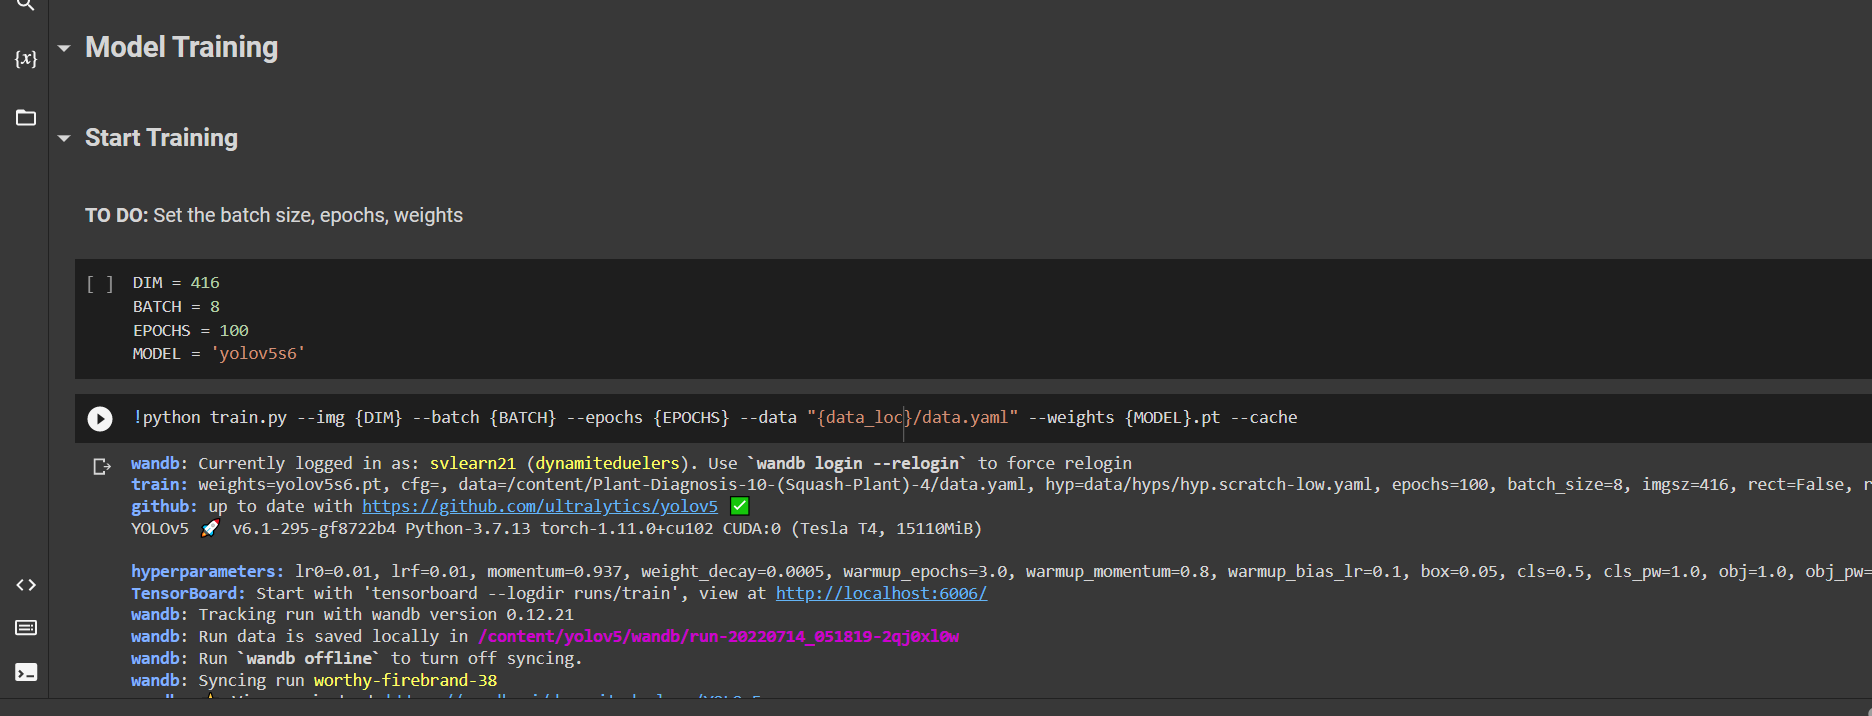 {x}
Model Training
Start Training
TO DO: Set the batch size, epochs, weights
[ ] DIM = 416
BATCH = 8
EPOCHS = 100
MODEL = 'yolov5s6'
!python train.py --img {DIM} --batch {BATCH} --epochs {EPOCHS} --data "{data_loc}/data.yaml" --weights {MODEL}.pt --cache
wandb: Currently logged in as: svlearn21 (dynamiteduelers). Use `wandb login --relogin` to force relogin
train: weights=yolov5s6.pt, cfg=, data=/content/Plant-Diagnosis-10-(Squash-Plant)-4/data.yaml, hyp=data/hyps/hyp.scratch-low.yaml, epochs=100, batch_size=8, imgsz=416, rect=False, r
github: up to date with https://github.com/ultralytics/yolov5 ✅
YOLOv5 🚀 v6.1-295-gf8722b4 Python-3.7.13 torch-1.11.0+cu102 CUDA:0 (Tesla T4, 15110MiB)
hyperparameters: lr0=0.01, lrf=0.01, momentum=0.937, weight_decay=0.0005, warmup_epochs=3.0, warmup_momentum=0.8, warmup_bias_lr=0.1, box=0.05, cls=0.5, cls_pw=1.0, obj=1.0, obj_pw=
TensorBoard: Start with 'tensorboard --logdir runs/train', view at http://localhost:6006/
wandb: Tracking run with wandb version 0.12.21
wandb: Run data is saved locally in /content/yolov5/wandb/run-20220714_051819-2qj0xl0w
wandb: Run `wandb offline` to turn off syncing.
wandb: Syncing run worthy-firebrand-38